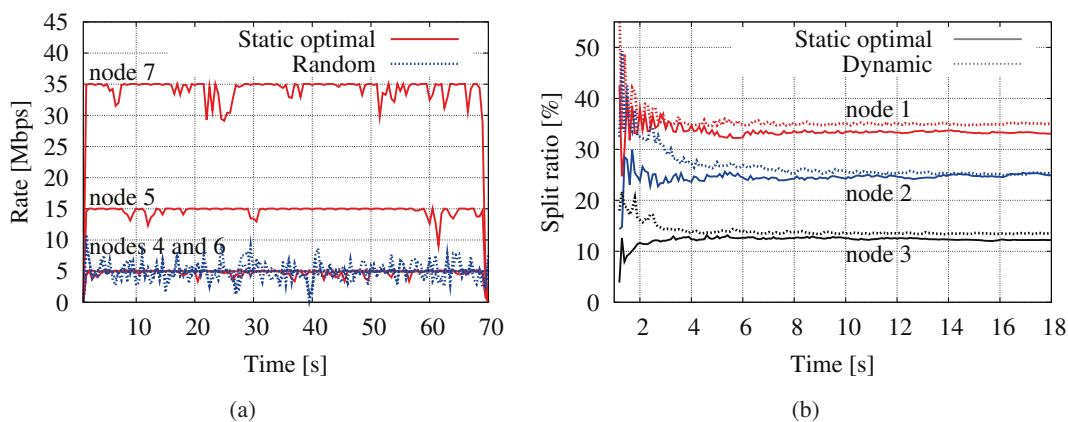 45
40
35
30
25
20
15
10
5
0
Rate [Mbps]
Static optimal
Random
node 7
node 5
nodes 4 and 6
10 20 30 40 50 60 70
Time [s]
(a)
50
40
30
20
10
0
Split ratio [%]
Static optimal
Dynamic
node 1
node 2
node 3
2 4 6 8 10 12 14 16 18
Time [s]
(b)